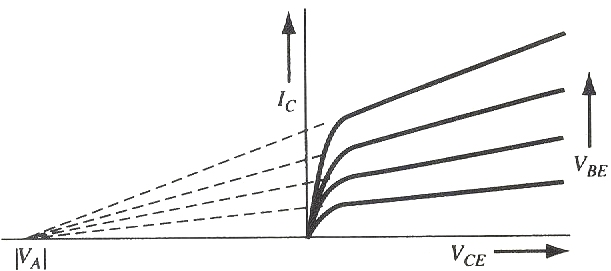 I_C
V_BE
V_CE
|V_A|